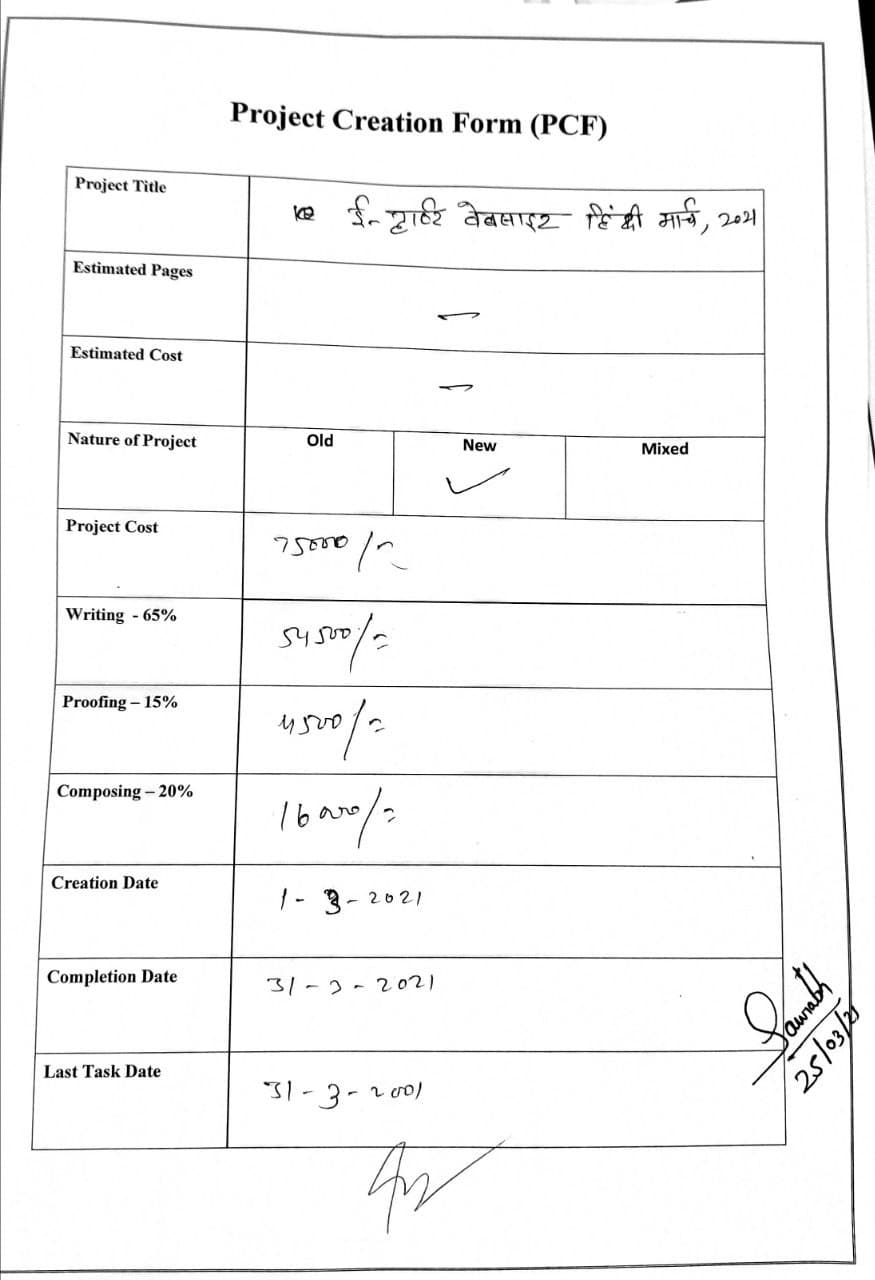 Project Creation Form (PCF)
Project Title
ई- वेबसाइट हिंदी मार्च, 2021
Estimated Pages
—
Estimated Cost
—
Nature of Project Old New Mixed
✓
Project Cost
75000/=
Writing - 65%
54500/=
Proofing – 15%
4500/=
Composing – 20%
16000/=
Creation Date
1-3-2021
Completion Date
31-3-2021
Saurabh
25/03/21
Last Task Date
31-3-2001